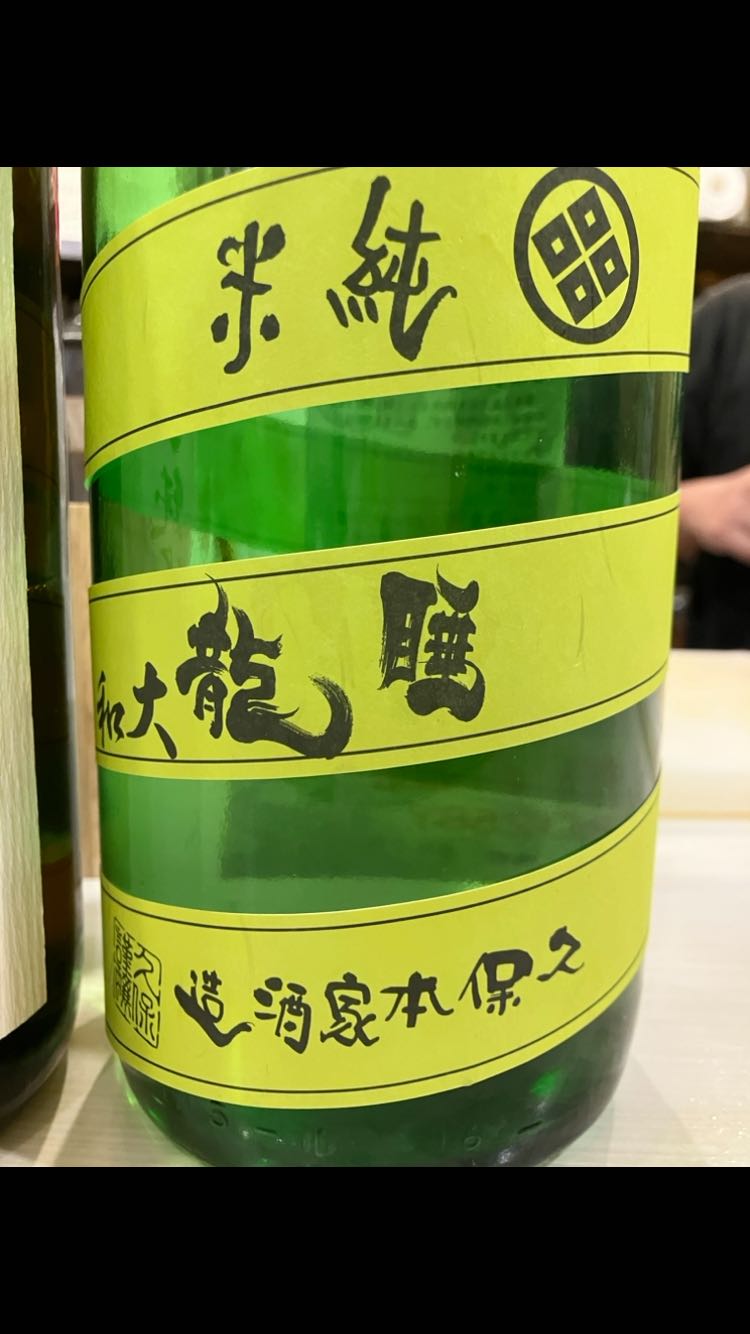 純米
睡龍 大和
久保本家酒造